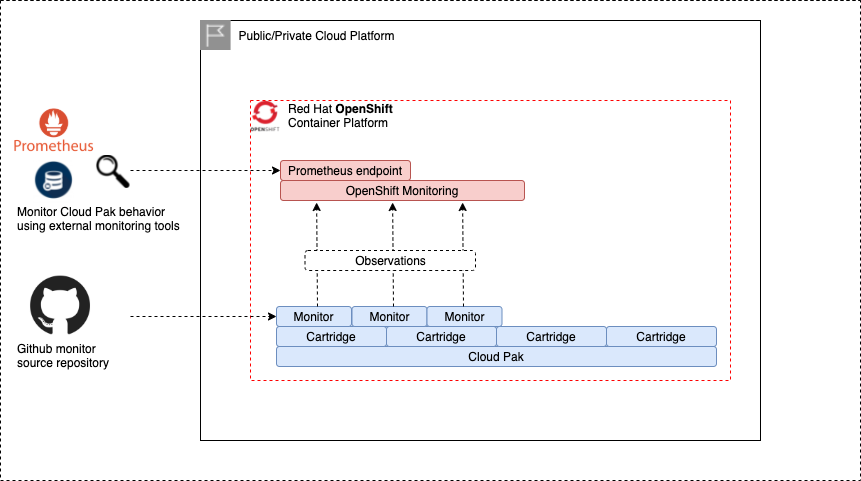 Public/Private Cloud Platform
Red Hat OpenShift
Container Platform
OPENSHIFT
Prometheus
Monitor Cloud Pak behavior
using external monitoring tools
Prometheus endpoint
OpenShift Monitoring
Observations
Github monitor
source repository
Monitor Monitor Monitor
Cartridge Cartridge Cartridge Cartridge
Cloud Pak